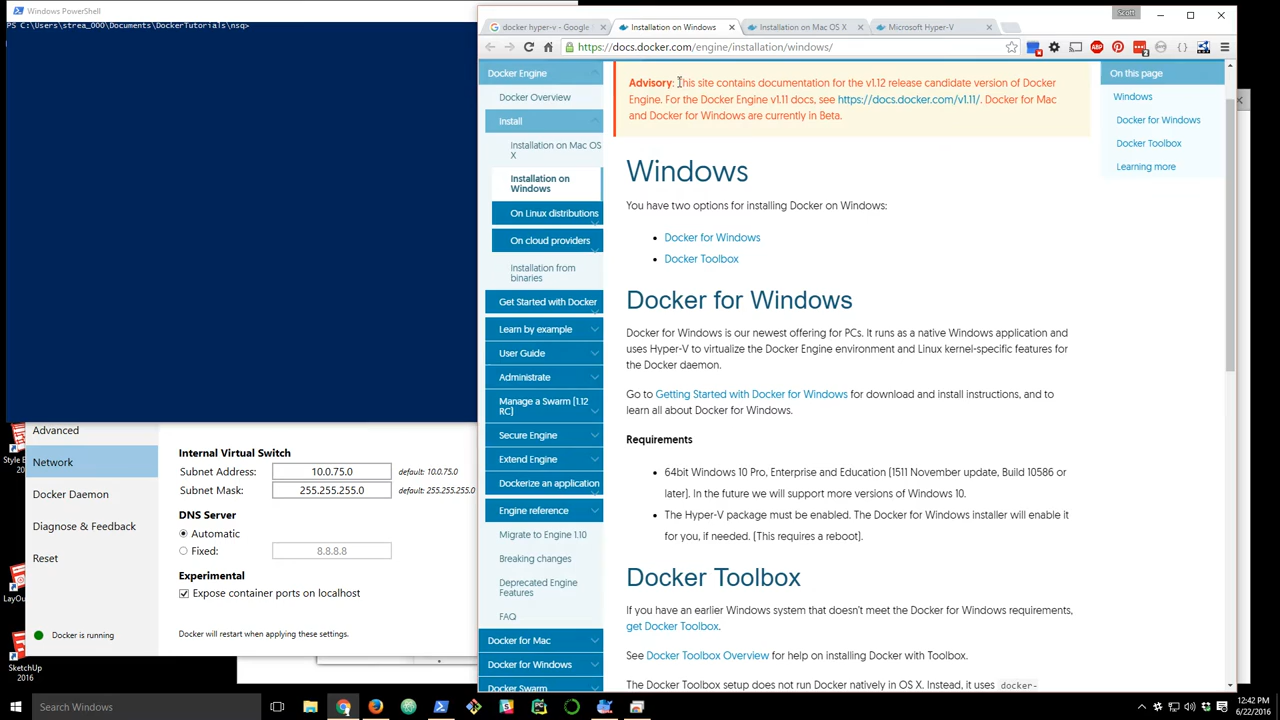 Windows PowerShell
PS C:\Users\strea_000\Documents\DockerTutorials\nsq>
Scott
docker hyper-v - Google
Installation on Windows
Installation on Mac OS X
Microsoft Hyper-V
https://docs.docker.com/engine/installation/windows/
Docker Engine
Docker Overview
Install
Installation on Mac OS
X
Installation on
Windows
On Linux distributions
On cloud providers
Installation from
binaries
Get Started with Docker
Learn by example
User Guide
Administrate
Manage a Swarm (1.12
RC)
Secure Engine
Extend Engine
Dockerize an application
Engine reference
Migrate to Engine 1.10
Breaking changes
Deprecated Engine
Features
FAQ
Docker for Mac
Docker for Windows
Docker Swarm
Advisory: This site contains documentation for the v1.12 release candidate version of Docker
Engine. For the Docker Engine v1.11 docs, see https://docs.docker.com/v1.11/. Docker for Mac
and Docker for Windows are currently in Beta.
Windows
You have two options for installing Docker on Windows:
• Docker for Windows
• Docker Toolbox
Docker for Windows
Docker for Windows is our newest offering for PCs. It runs as a native Windows application and
uses Hyper-V to virtualize the Docker Engine environment and Linux kernel-specific features for
the Docker daemon.
Go to Getting Started with Docker for Windows for download and install instructions, and to
learn all about Docker for Windows.
Requirements
• 64bit Windows 10 Pro, Enterprise and Education (1511 November update, Build 10586 or
later). In the future we will support more versions of Windows 10.
• The Hyper-V package must be enabled. The Docker for Windows installer will enable it
for you, if needed. (This requires a reboot).
Docker Toolbox
If you have an earlier Windows system that doesn't meet the Docker for Windows requirements,
get Docker Toolbox.
See Docker Toolbox Overview for help on installing Docker with Toolbox.
The Docker Toolbox setup does not run Docker natively in OS X. Instead, it uses docker-
On this page
Windows
Docker for Windows
Docker Toolbox
Learning more
Advanced
Network
Docker Daemon
Diagnose & Feedback
Reset
Docker is running
Internal Virtual Switch
Subnet Address: 10.0.75.0 default: 10.0.75.0
Subnet Mask: 255.255.255.0 default: 255.255.255.0
DNS Server
Automatic
Fixed: 8.8.8.8
Experimental
Expose container ports on localhost
Docker will restart when applying these settings.
SketchUp
2016
Search Windows
12:42 PM
6/22/2016